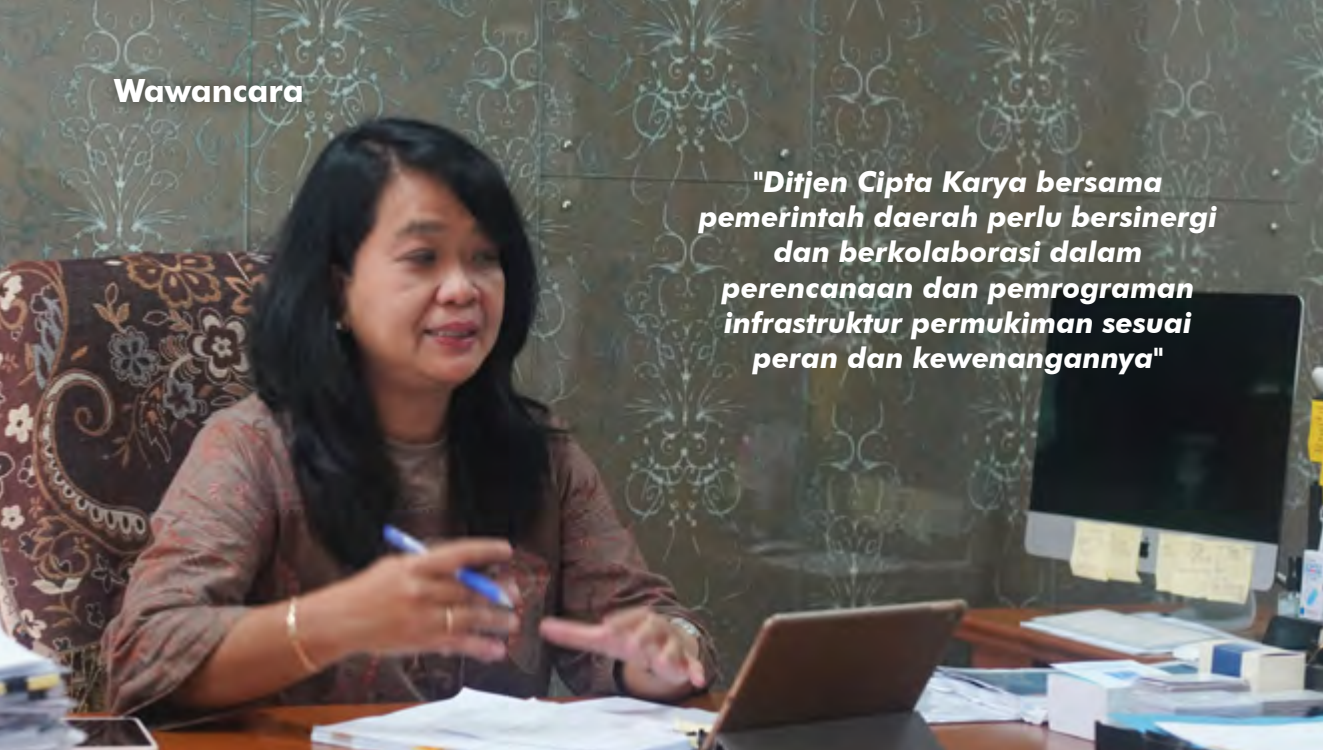 Wawancara
"Ditjen Cipta Karya bersama
pemerintah daerah perlu bersinergi
dan berkolaborasi dalam
perencanaan dan pemrograman
infrastruktur permukiman sesuai
peran dan kewenangannya"